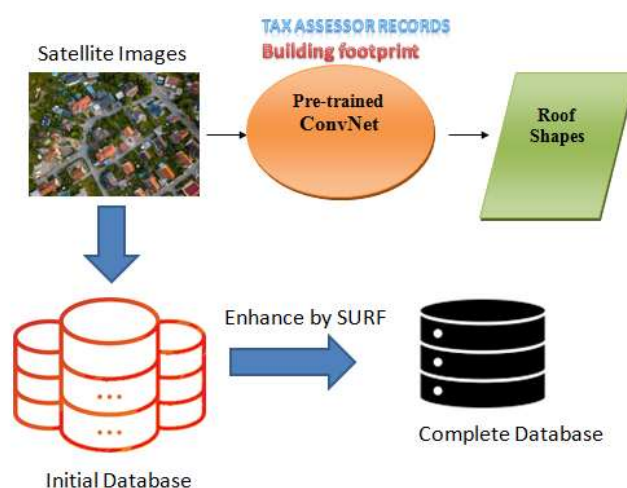 TAX ASSESSOR RECORDS
Building footprint
Satellite Images
Pre-trained
ConvNet
Roof
Shapes
Enhance by SURF
Complete Database
Initial Database